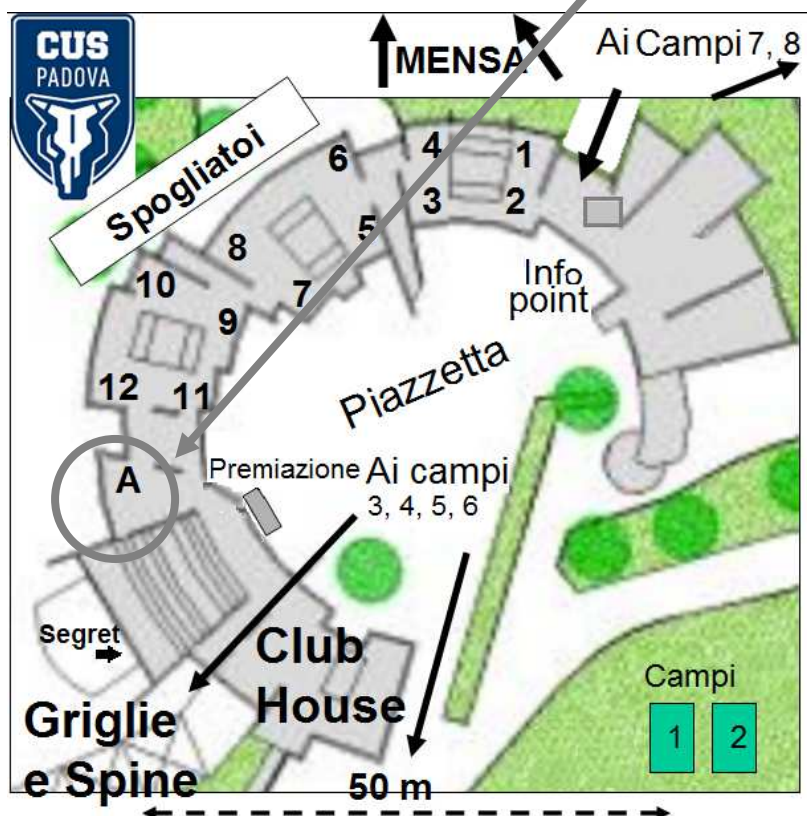 CUS
PADOVA
MENSA
Ai Campi 7, 8
Spogliatoi
6
4
1
3
2
5
8
7
10
9
12
11
A
Info
point
Piazzetta
Premiazione
Ai campi
3, 4, 5, 6
Segret
Club
House
Griglie
e Spine
Campi
1
2
50 m